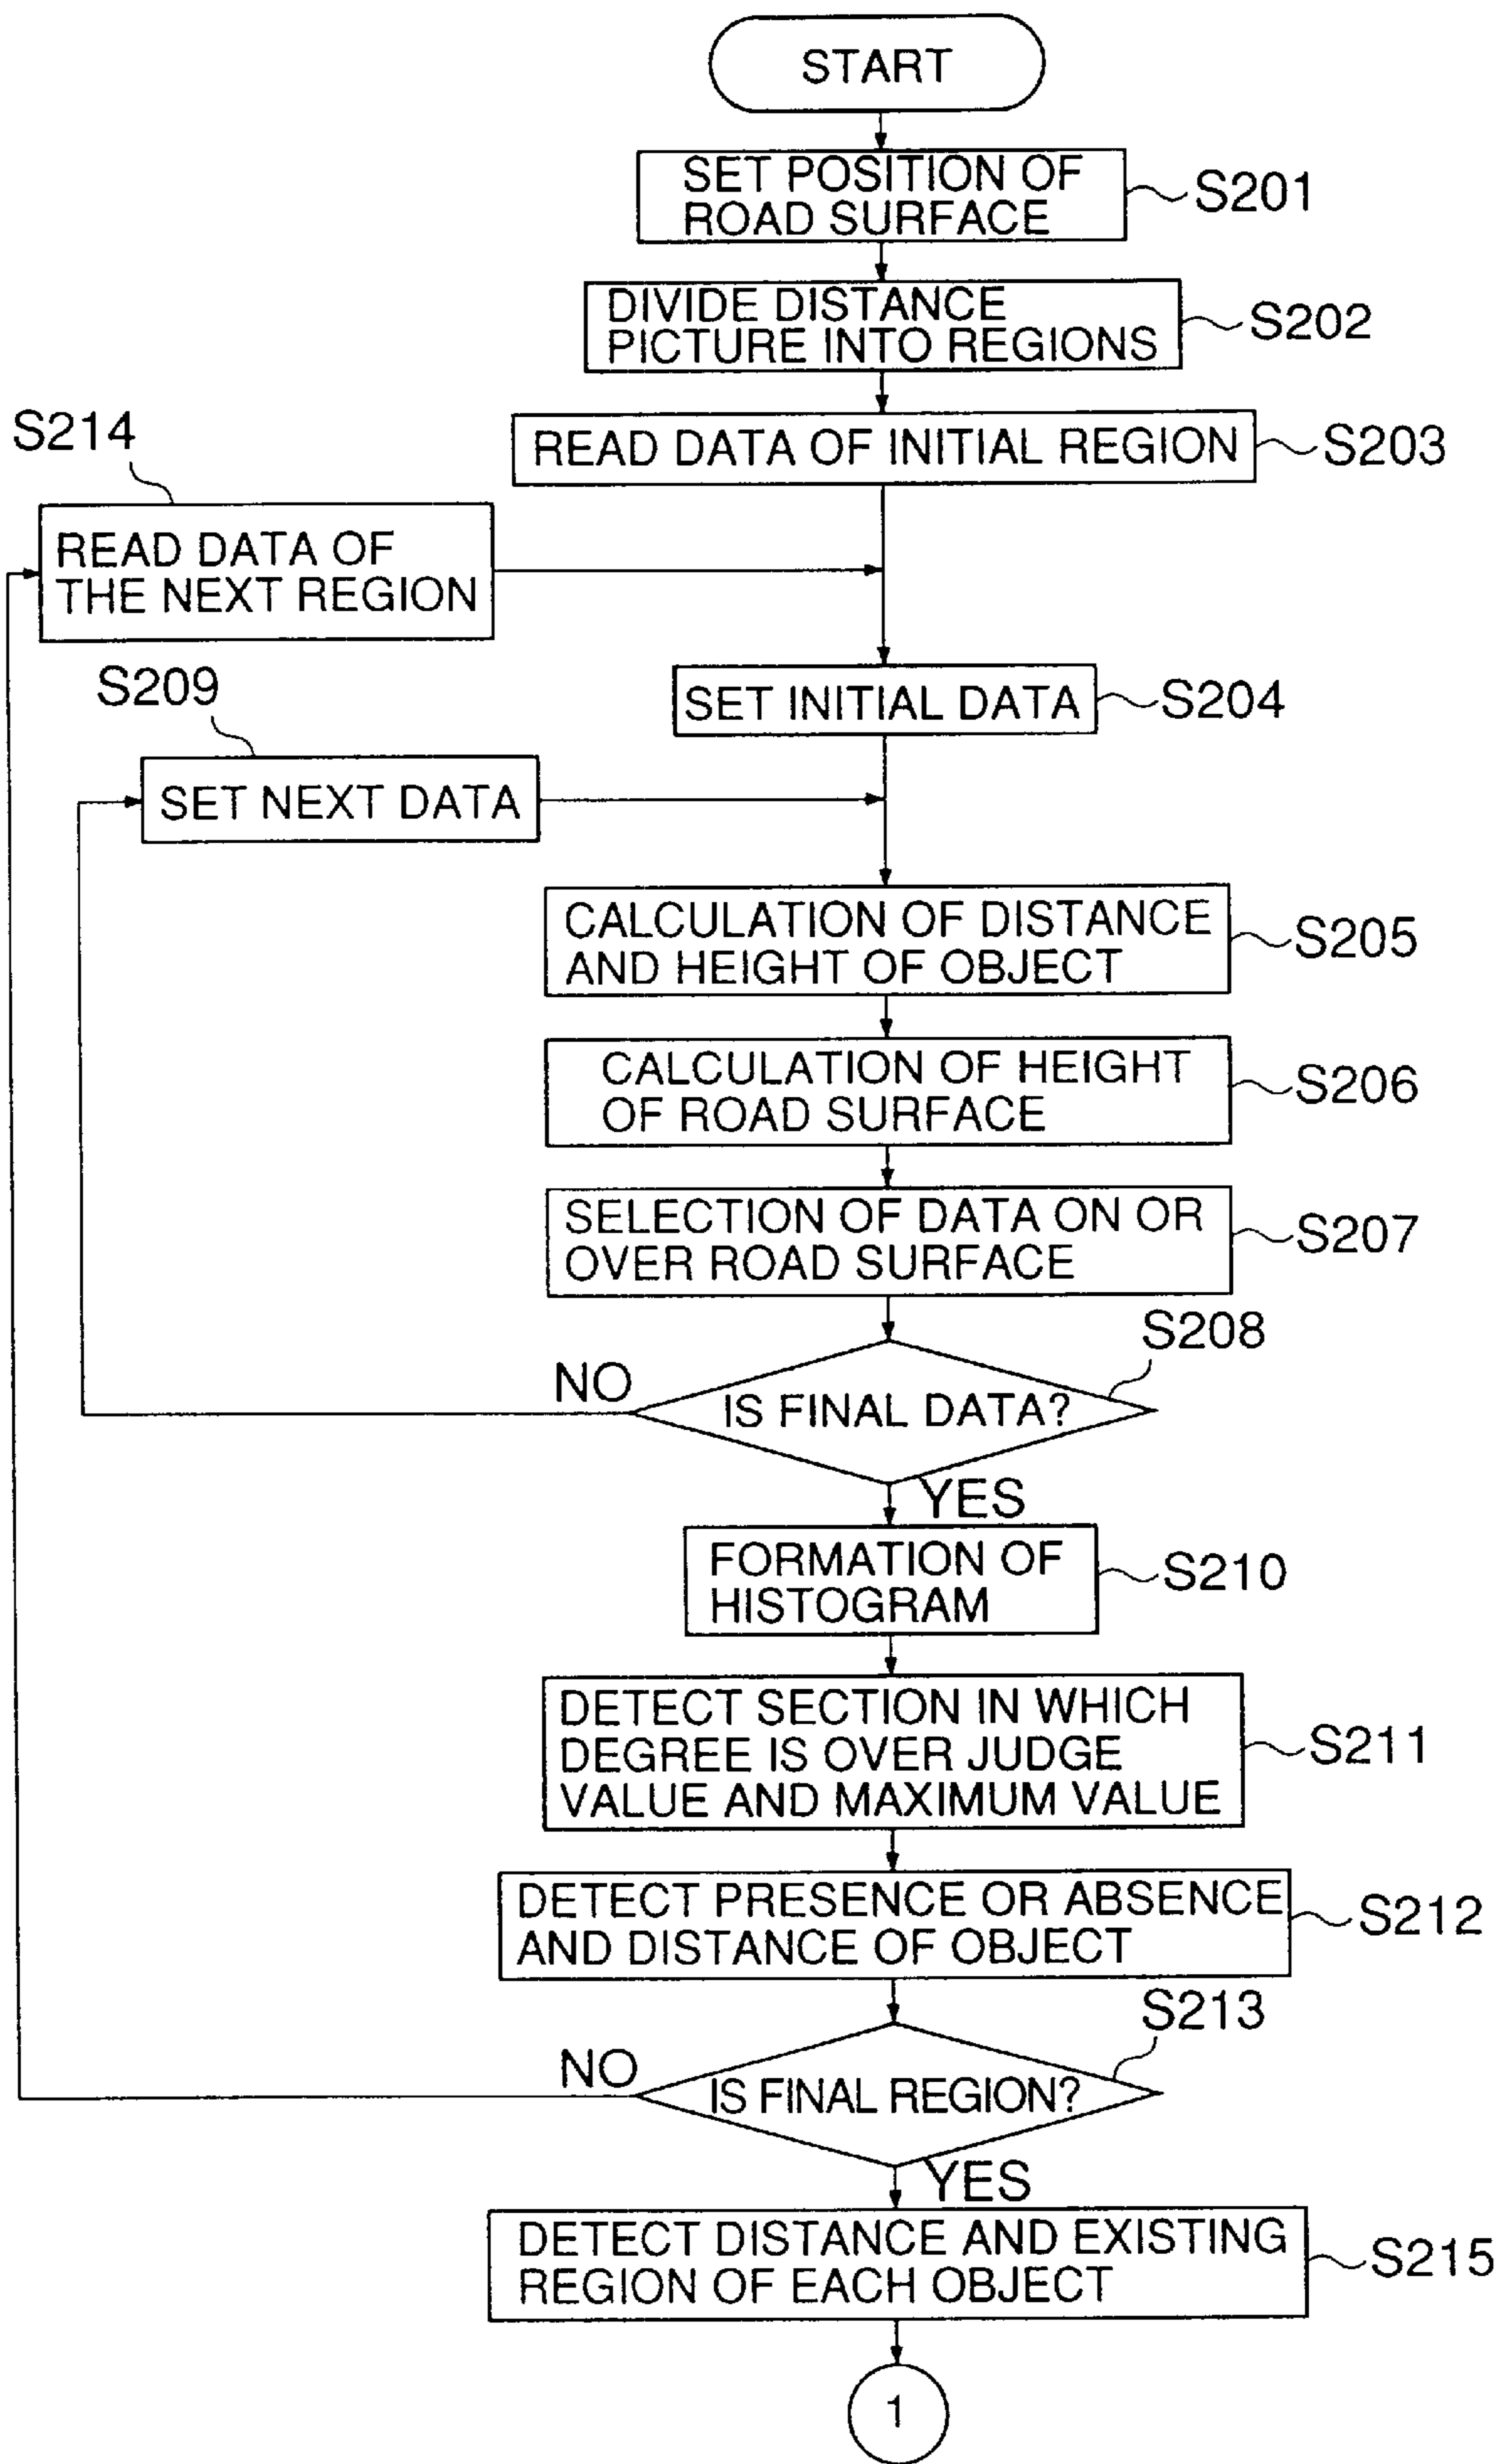 START
SET POSITION OF
ROAD SURFACE
S201
DIVIDE DISTANCE
PICTURE INTO REGIONS
S202
S214
READ DATA OF INITIAL REGION
S203
READ DATA OF
THE NEXT REGION
S209
SET INITIAL DATA
S204
SET NEXT DATA
CALCULATION OF DISTANCE
AND HEIGHT OF OBJECT
S205
CALCULATION OF HEIGHT
OF ROAD SURFACE
S206
SELECTION OF DATA ON OR
OVER ROAD SURFACE
S207
S208
NO
IS FINAL DATA?
YES
FORMATION OF
HISTOGRAM
S210
DETECT SECTION IN WHICH
DEGREE IS OVER JUDGE
VALUE AND MAXIMUM VALUE
S211
DETECT PRESENCE OR ABSENCE
AND DISTANCE OF OBJECT
S212
S213
NO
IS FINAL REGION?
YES
DETECT DISTANCE AND EXISTING
REGION OF EACH OBJECT
S215
1